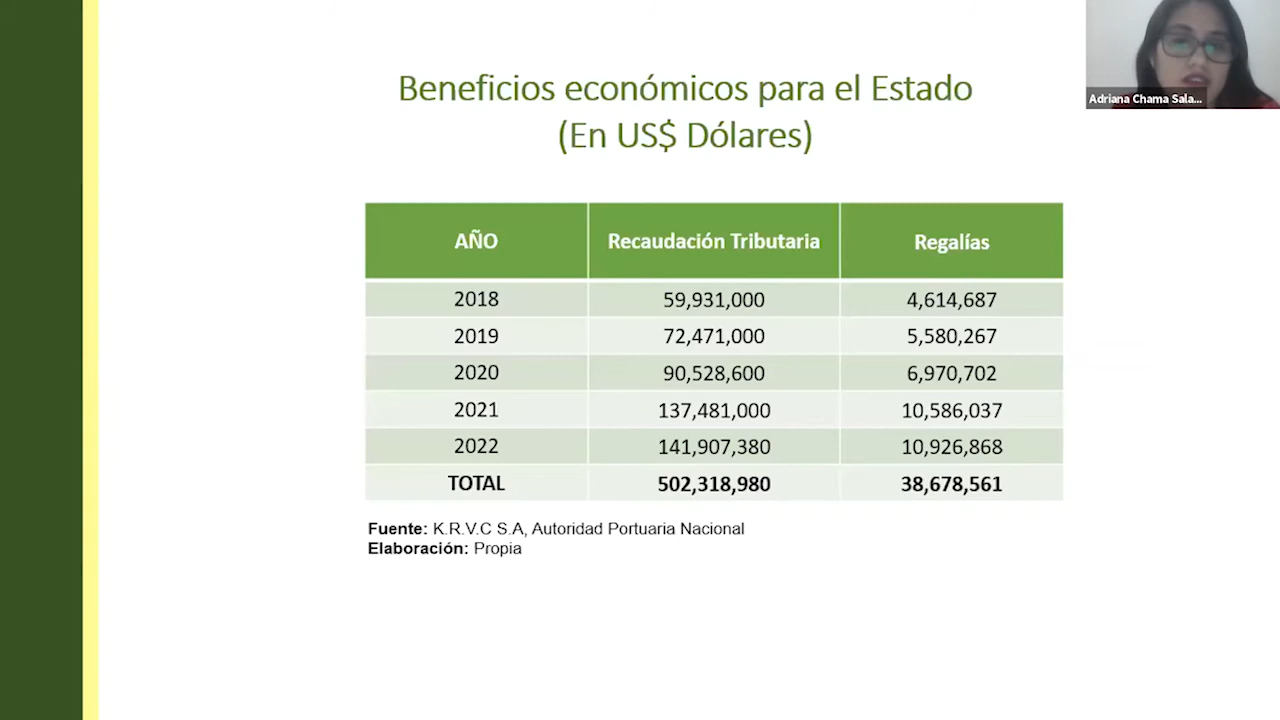 Beneficios económicos para el Estado
(En US$ Dólares)
Adriana Chama Sala...
AÑO Recaudación Tributaria Regalías
2018 59,931,000 4,614,687
2019 72,471,000 5,580,267
2020 90,528,600 6,970,702
2021 137,481,000 10,586,037
2022 141,907,380 10,926,868
TOTAL 502,318,980 38,678,561
Fuente: K.R.V.C S.A, Autoridad Portuaria Nacional
Elaboración: Propia